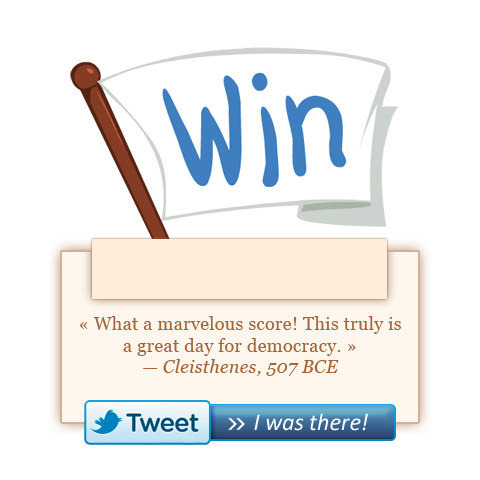 Win
« What a marvelous score! This truly is
a great day for democracy. »
— Cleisthenes, 507 BCE
Tweet >> I was there!